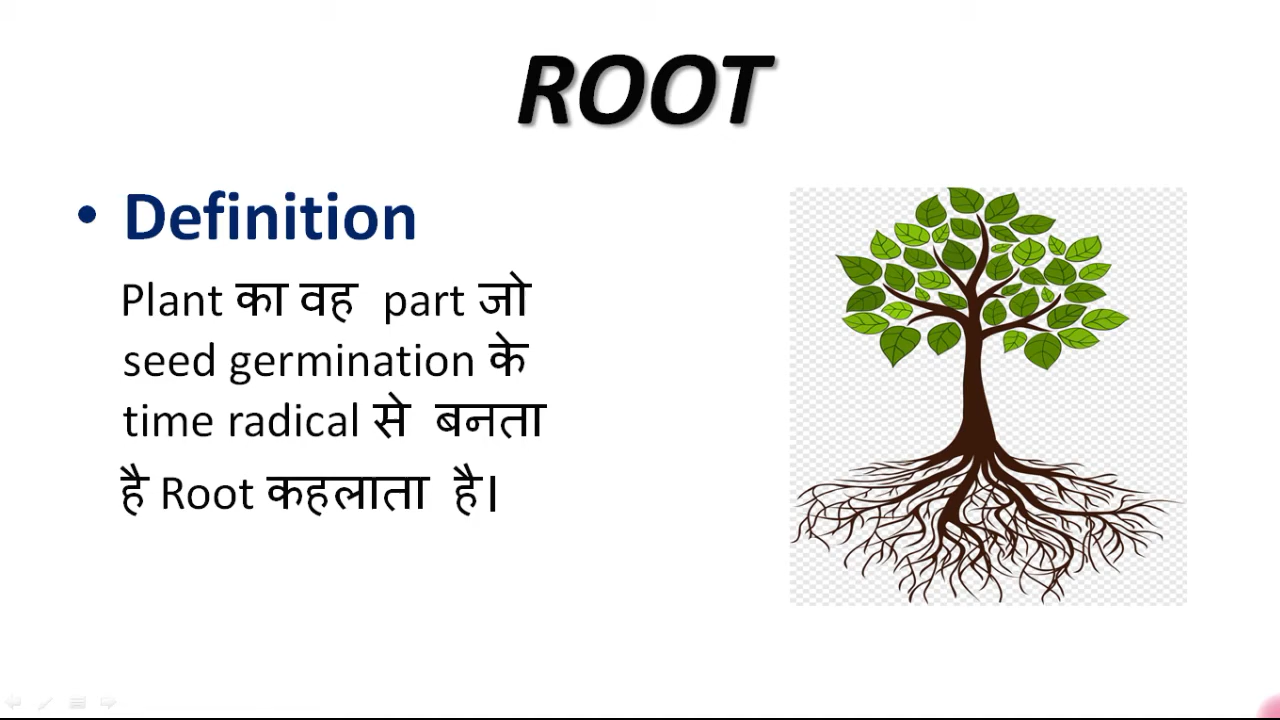 ROOT
• Definition
Plant का वह part जो
seed germination के
time radical से बनता
है Root कहलाता है।